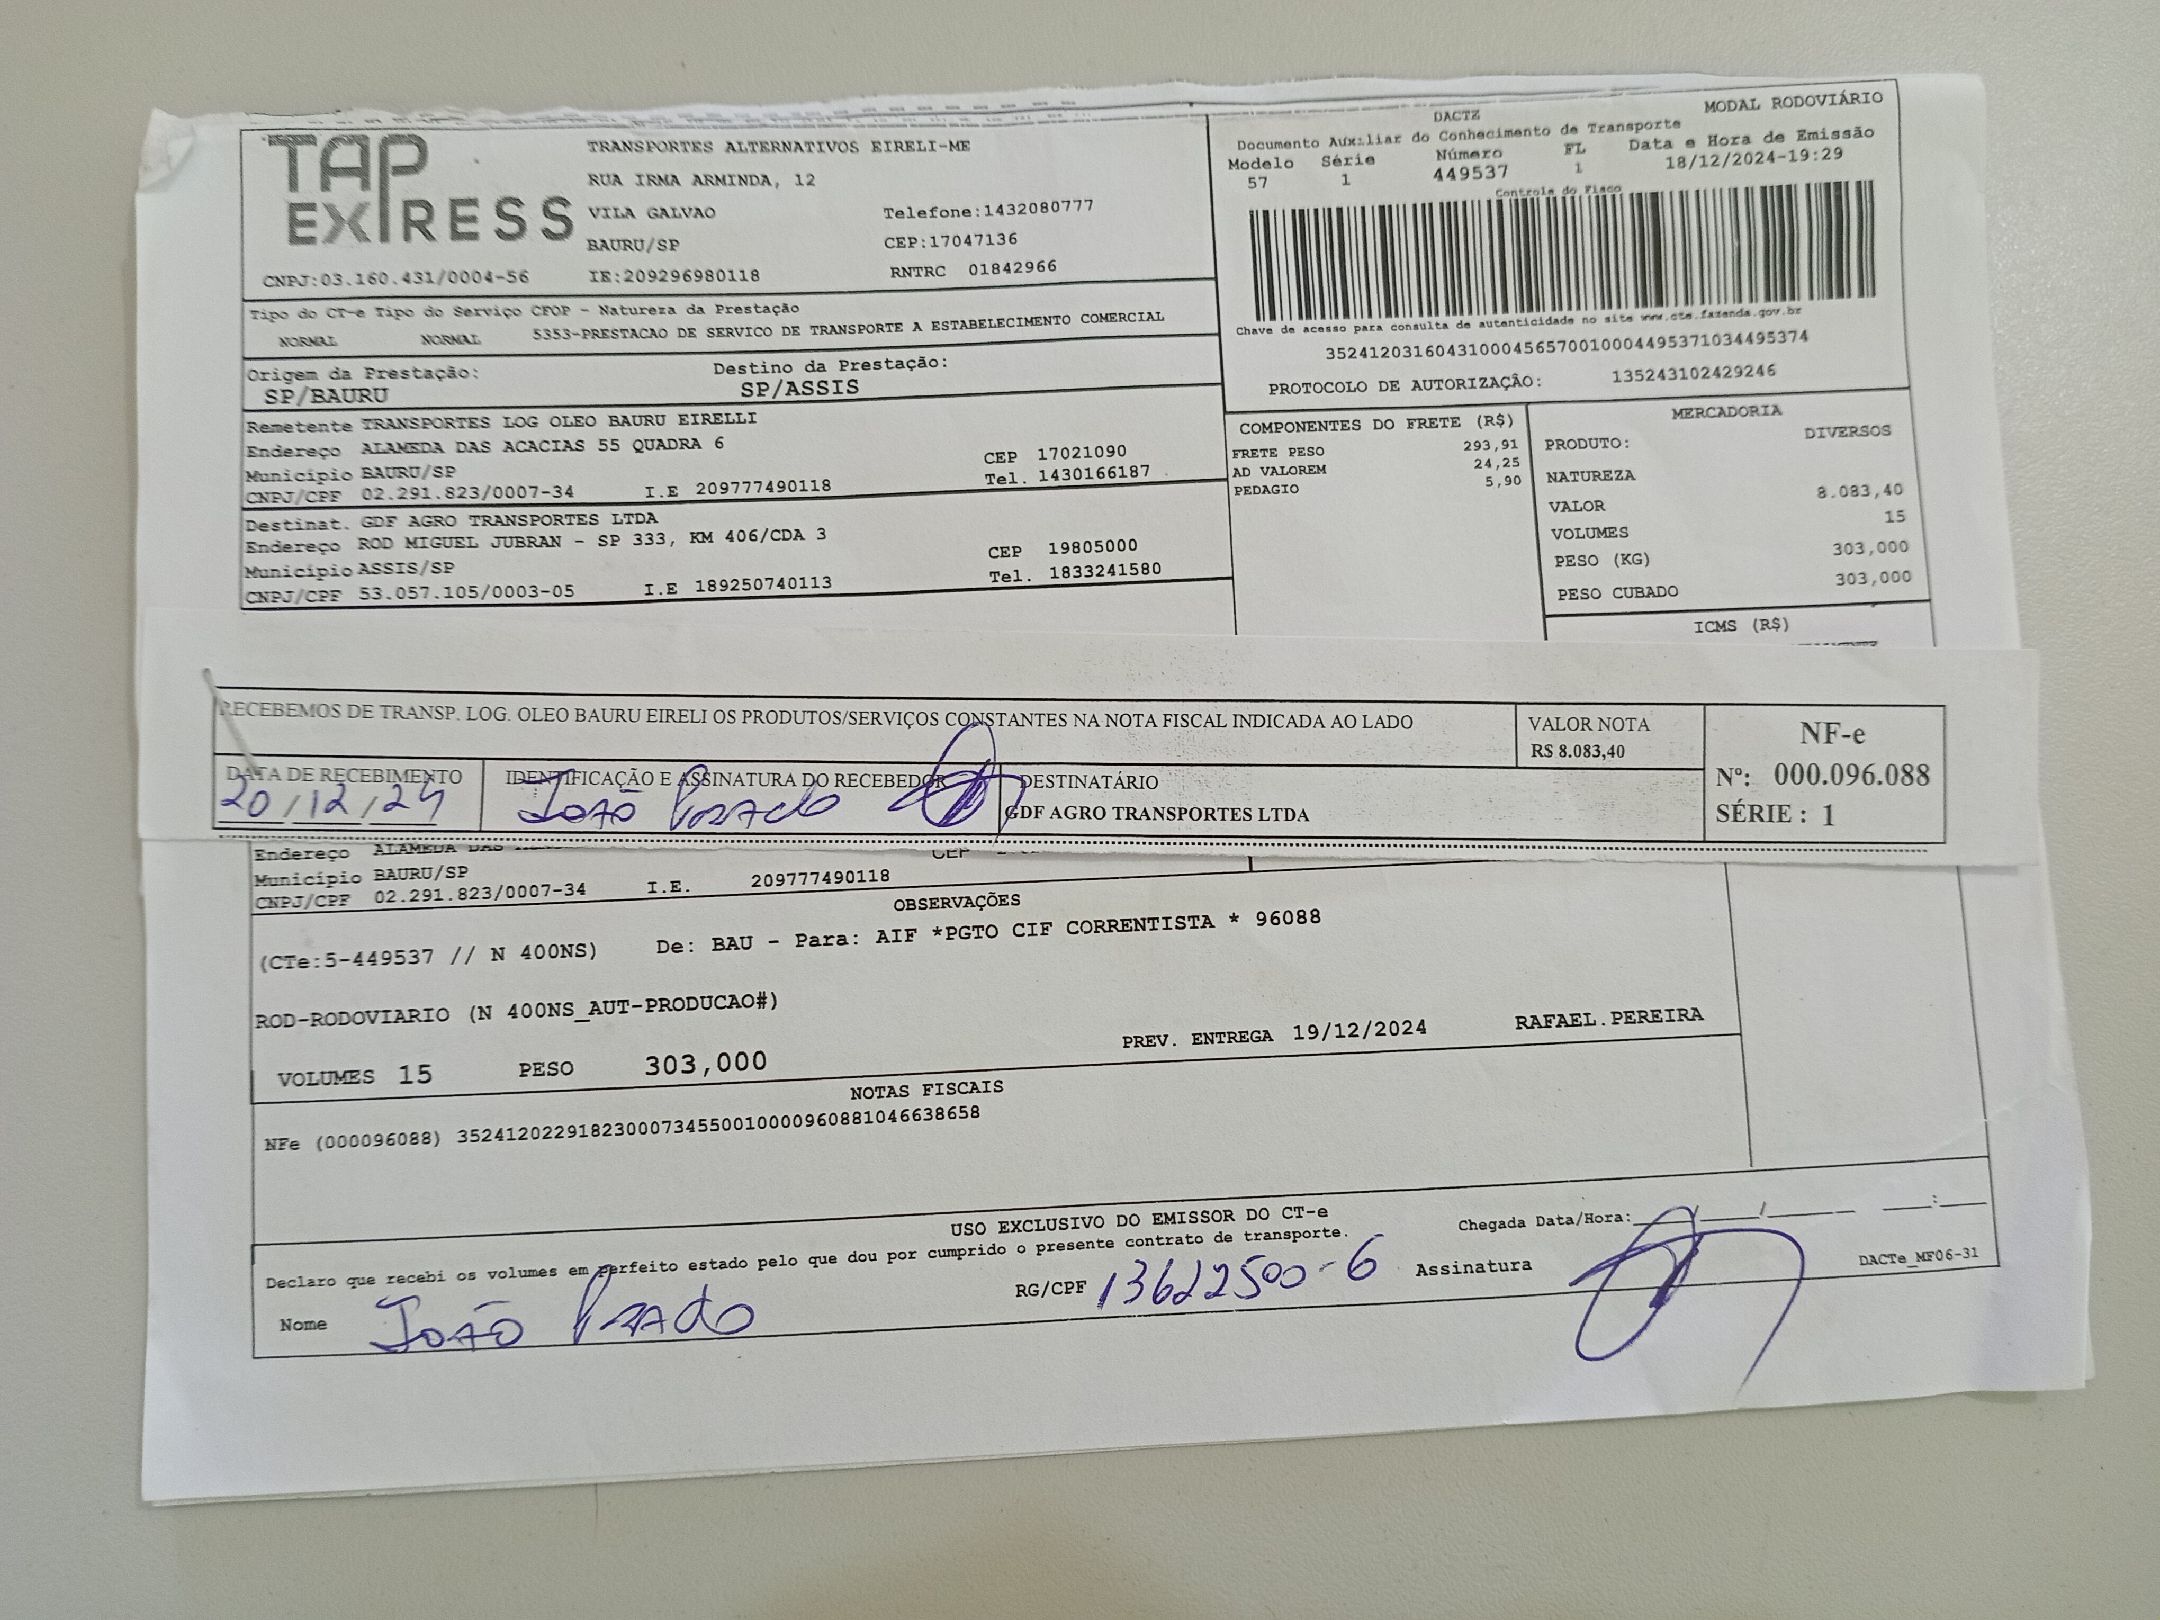 TAP EXPRESS
TRANSPORTES ALTERNATIVOS EIRELI-ME
RUA IRMA ARMINDA, 12
VILA GALVAO Telefone:1432080777
BAURU/SP CEP:17047136
CNPJ:03.160.431/0004-56 IE:209296980118 RNTRC 01842966
DACTE MODAL RODOVIÁRIO
Documento Auxiliar do Conhecimento de Transporte
Modelo Série Número FL Data e Hora de Emissão
57 1 449537 1 18/12/2024-19:29
Controle do Fisco
Chave de acesso para consulta de autenticidade no site www.cte.fazenda.gov.br
35241203160431000456570010004495371034495374
PROTOCOLO DE AUTORIZAÇÃO: 135243102429246
Tipo do CT-e Tipo do Serviço CFOP - Natureza da Prestação
NORMAL NORMAL 5353-PRESTACAO DE SERVICO DE TRANSPORTE A ESTABELECIMENTO COMERCIAL
Origem da Prestação: Destino da Prestação:
SP/BAURU SP/ASSIS
Remetente TRANSPORTES LOG OLEO BAURU EIRELLI
Endereço ALAMEDA DAS ACACIAS 55 QUADRA 6
Município BAURU/SP CEP 17021090
CNPJ/CPF 02.291.823/0007-34 I.E 209777490118 Tel. 1430166187
Destinat. GDF AGRO TRANSPORTES LTDA
Endereço ROD MIGUEL JUBRAN - SP 333, KM 406/CDA 3
Município ASSIS/SP CEP 19805000
CNPJ/CPF 53.057.105/0003-05 I.E 189250740113 Tel. 1833241580
COMPONENTES DO FRETE (R$)
FRETE PESO 293,91
AD VALOREM 24,25
PEDAGIO 5,90
MERCADORIA
PRODUTO: DIVERSOS
NATUREZA
VALOR 8.083,40
VOLUMES 15
PESO (KG) 303,000
PESO CUBADO 303,000
ICMS (R$)
RECEBEMOS DE TRANSP. LOG. OLEO BAURU EIRELI OS PRODUTOS/SERVIÇOS CONSTANTES NA NOTA FISCAL INDICADA AO LADO
VALOR NOTA
R$ 8.083,40
NF-e
Nº: 000.096.088
SÉRIE : 1
DATA DE RECEBIMENTO
20/12/24
IDENTIFICAÇÃO E ASSINATURA DO RECEBEDOR
João Prado
DESTINATÁRIO
GDF AGRO TRANSPORTES LTDA
Endereço ALAMEDA DAS
Município BAURU/SP CEP
CNPJ/CPF 02.291.823/0007-34 I.E. 209777490118
OBSERVAÇÕES
(CTe:5-449537 // N 400NS) De: BAU - Para: AIF *PGTO CIF CORRENTISTA * 96088
ROD-RODOVIARIO (N 400NS_AUT-PRODUCAO#)
PREV. ENTREGA 19/12/2024 RAFAEL.PEREIRA
VOLUMES 15 PESO 303,000
NOTAS FISCAIS
NFe (000096088) 35241202291823000734550010000960881046638658
USO EXCLUSIVO DO EMISSOR DO CT-e
Declaro que recebi os volumes em perfeito estado pelo que dou por cumprido o presente contrato de transporte.
Chegada Data/Hora:___/___/______ ___:___
Nome João Prado RG/CPF 13622500-6 Assinatura
DACTe_MF06-31